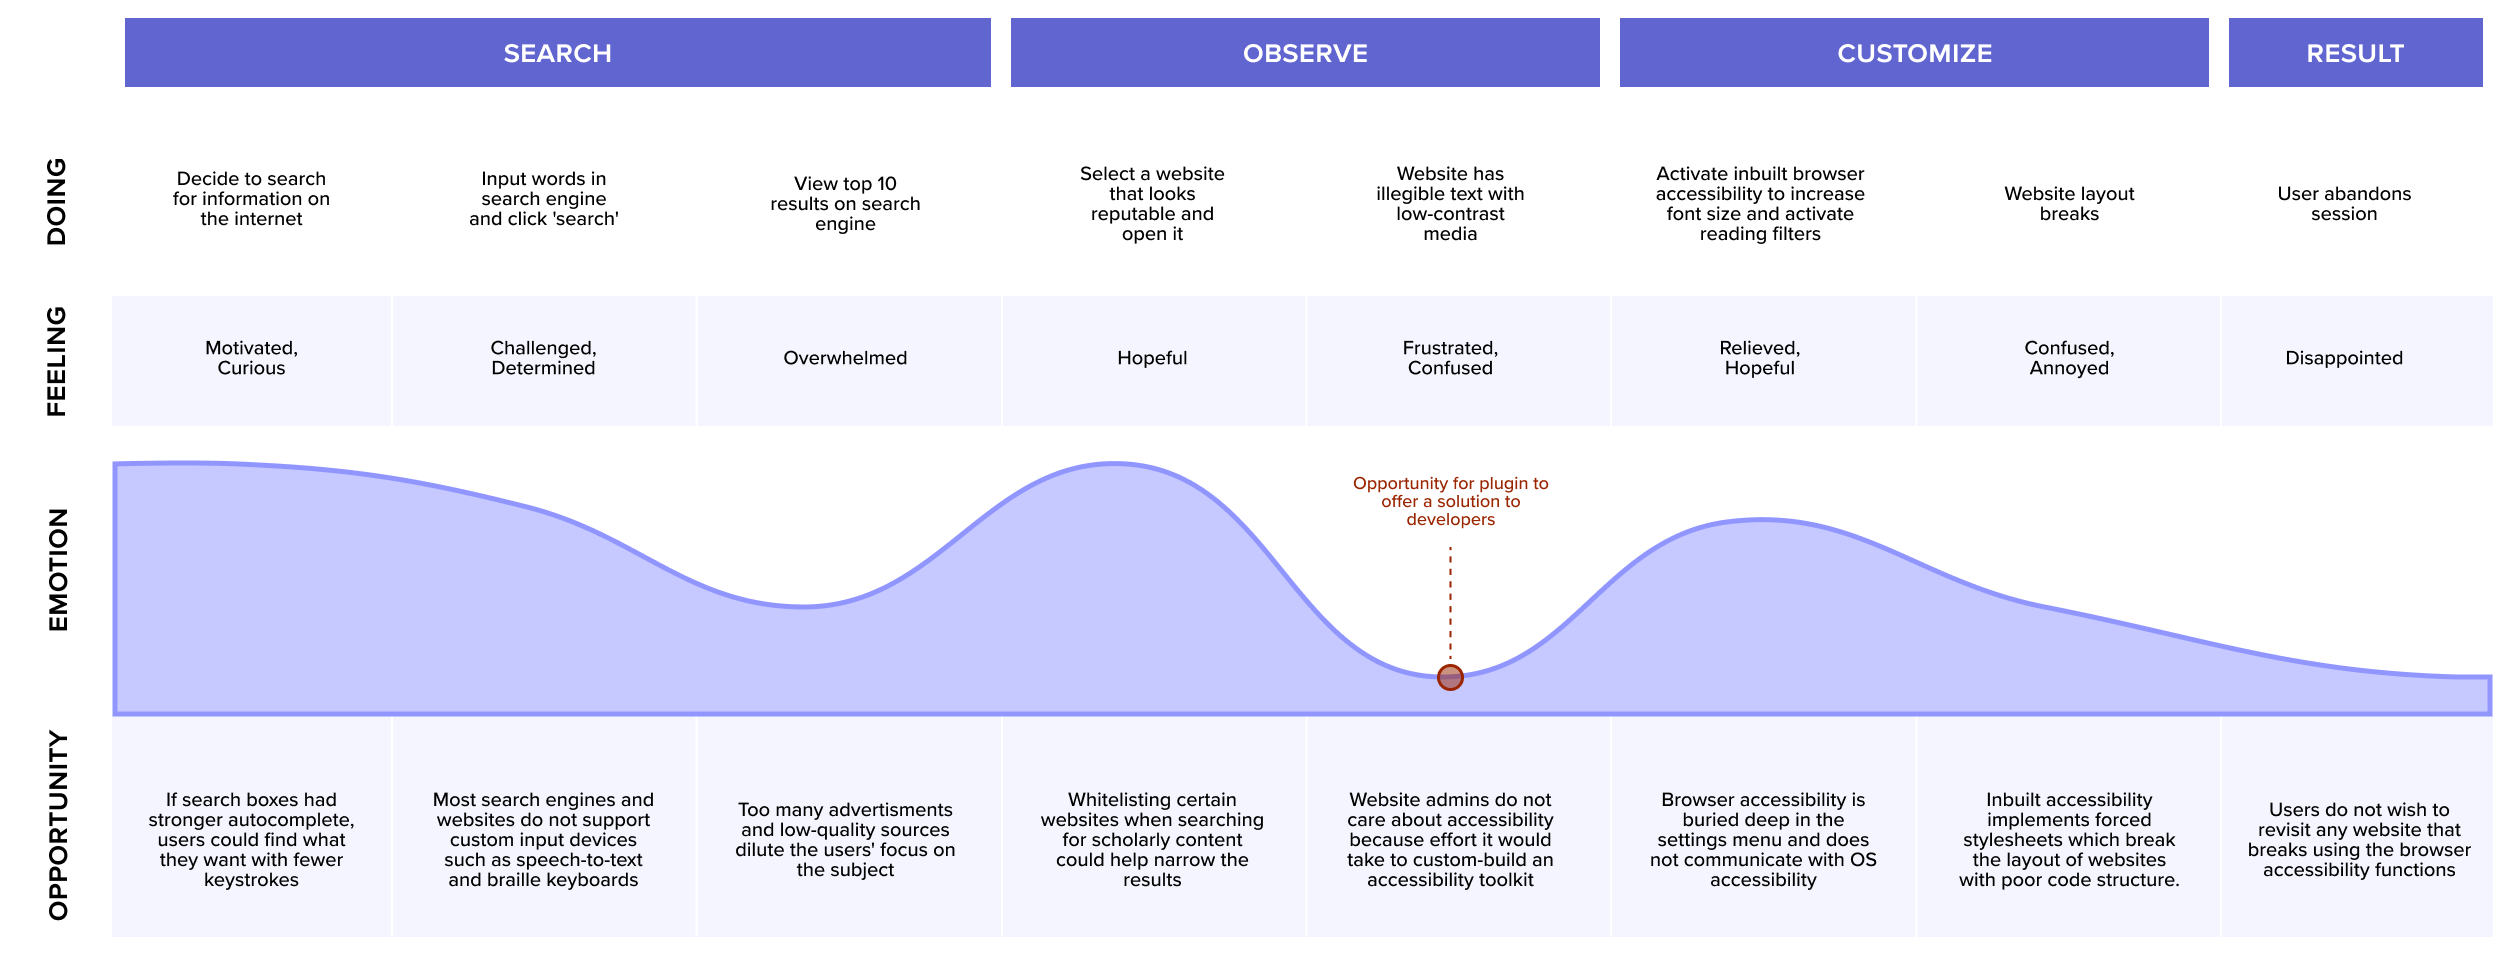 SEARCH
OBSERVE
CUSTOMIZE
RESULT
DOING
Decide to search
for information on
the internet
Input words in
search engine
and click 'search'
View top 10
results on search
engine
Select a website
that looks
reputable and
open it
Website has
illegible text with
low-contrast
media
Activate inbuilt browser
accessibility to increase
font size and activate
reading filters
Website layout
breaks
User abandons
session
FEELING
Motivated,
Curious
Challenged,
Determined
Overwhelmed
Hopeful
Frustrated,
Confused
Relieved,
Hopeful
Confused,
Annoyed
Disappointed
EMOTION
Opportunity for plugin to
offer a solution to
developers
OPPORTUNITY
If search boxes had
stronger autocomplete,
users could find what
they want with fewer
keystrokes
Most search engines and
websites do not support
custom input devices
such as speech-to-text
and braille keyboards
Too many advertisments
and low-quality sources
dilute the users' focus on
the subject
Whitelisting certain
websites when searching
for scholarly content
could help narrow the
results
Website admins do not
care about accessibility
because effort it would
take to custom-build an
accessibility toolkit
Browser accessibility is
buried deep in the
settings menu and does
not communicate with OS
accessibility
Inbuilt accessibility
implements forced
stylesheets which break
the layout of websites
with poor code structure.
Users do not wish to
revisit any website that
breaks using the browser
accessibility functions